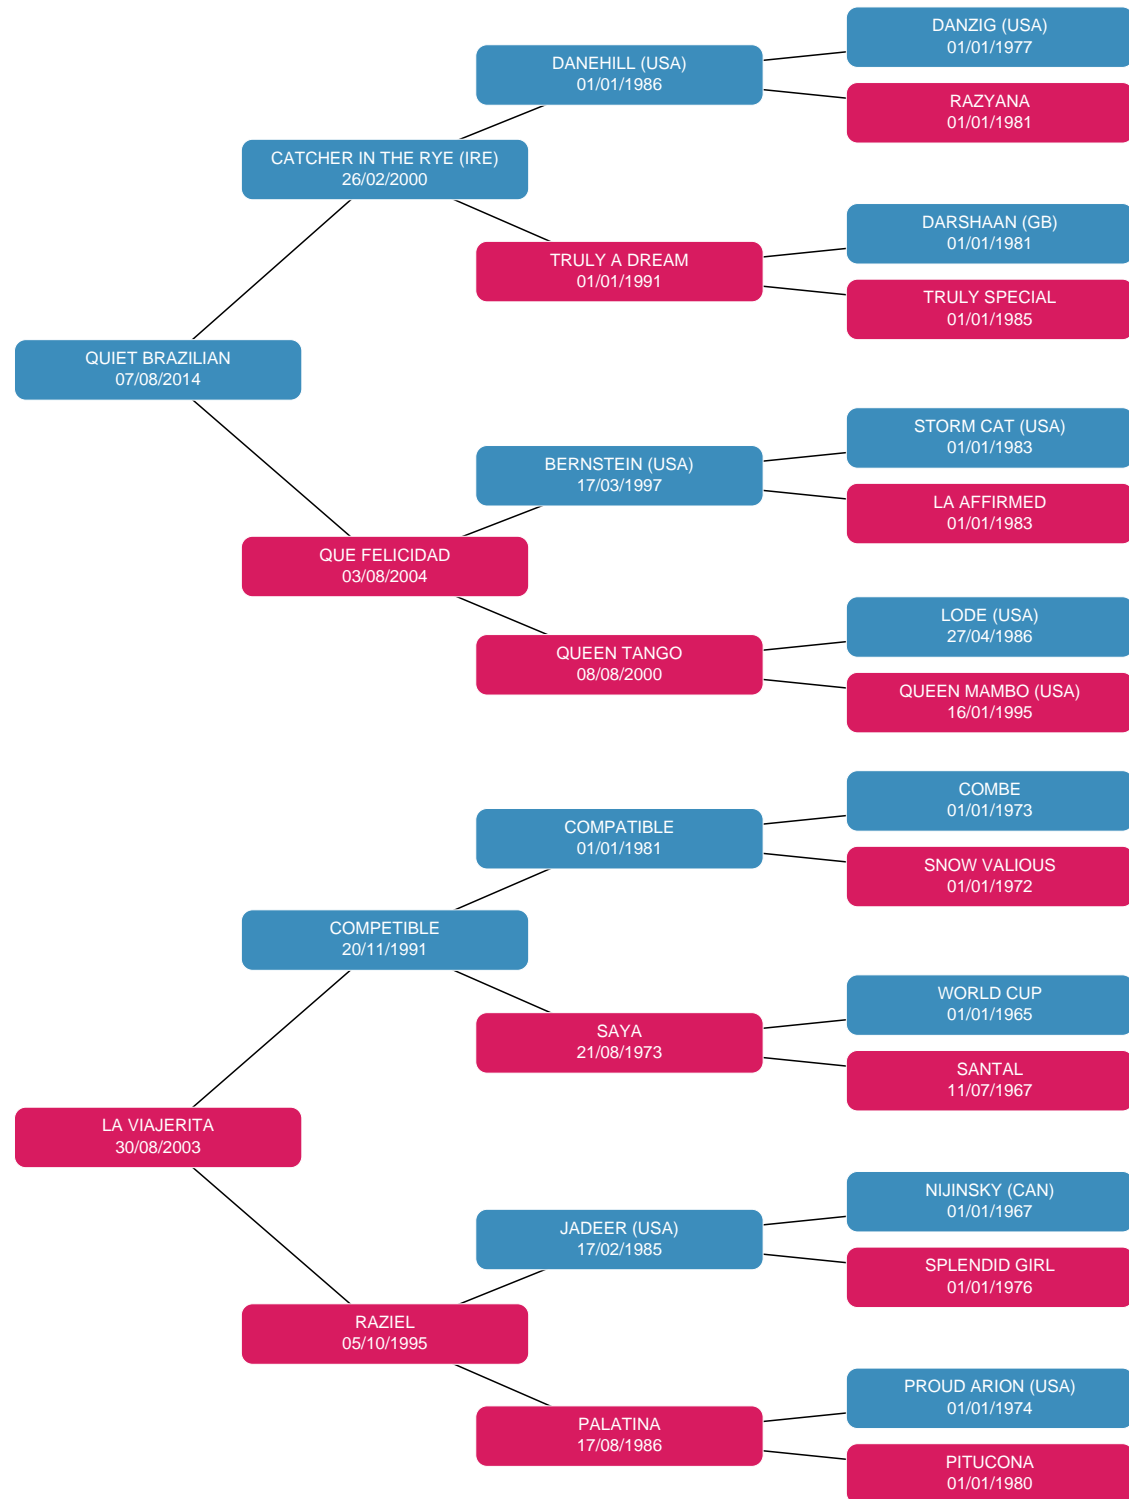 DANZIG (USA)
01/01/1977
DANEHILL (USA)
01/01/1986
RAZYANA
01/01/1981
CATCHER IN THE RYE (IRE)
26/02/2000
DARSHAAN (GB)
01/01/1981
TRULY A DREAM
01/01/1991
TRULY SPECIAL
01/01/1985
QUIET BRAZILIAN
07/08/2014
STORM CAT (USA)
01/01/1983
BERNSTEIN (USA)
17/03/1997
LA AFFIRMED
01/01/1983
QUE FELICIDAD
03/08/2004
LODE (USA)
27/04/1986
QUEEN TANGO
08/08/2000
QUEEN MAMBO (USA)
16/01/1995
COMBE
01/01/1973
COMPATIBLE
01/01/1981
SNOW VALIOUS
01/01/1972
COMPETIBLE
20/11/1991
WORLD CUP
01/01/1965
SAYA
21/08/1973
SANTAL
11/07/1967
LA VIAJERITA
30/08/2003
NIJINSKY (CAN)
01/01/1967
JADEER (USA)
17/02/1985
SPLENDID GIRL
01/01/1976
RAZIEL
05/10/1995
PROUD ARION (USA)
01/01/1974
PALATINA
17/08/1986
PITUCONA
01/01/1980